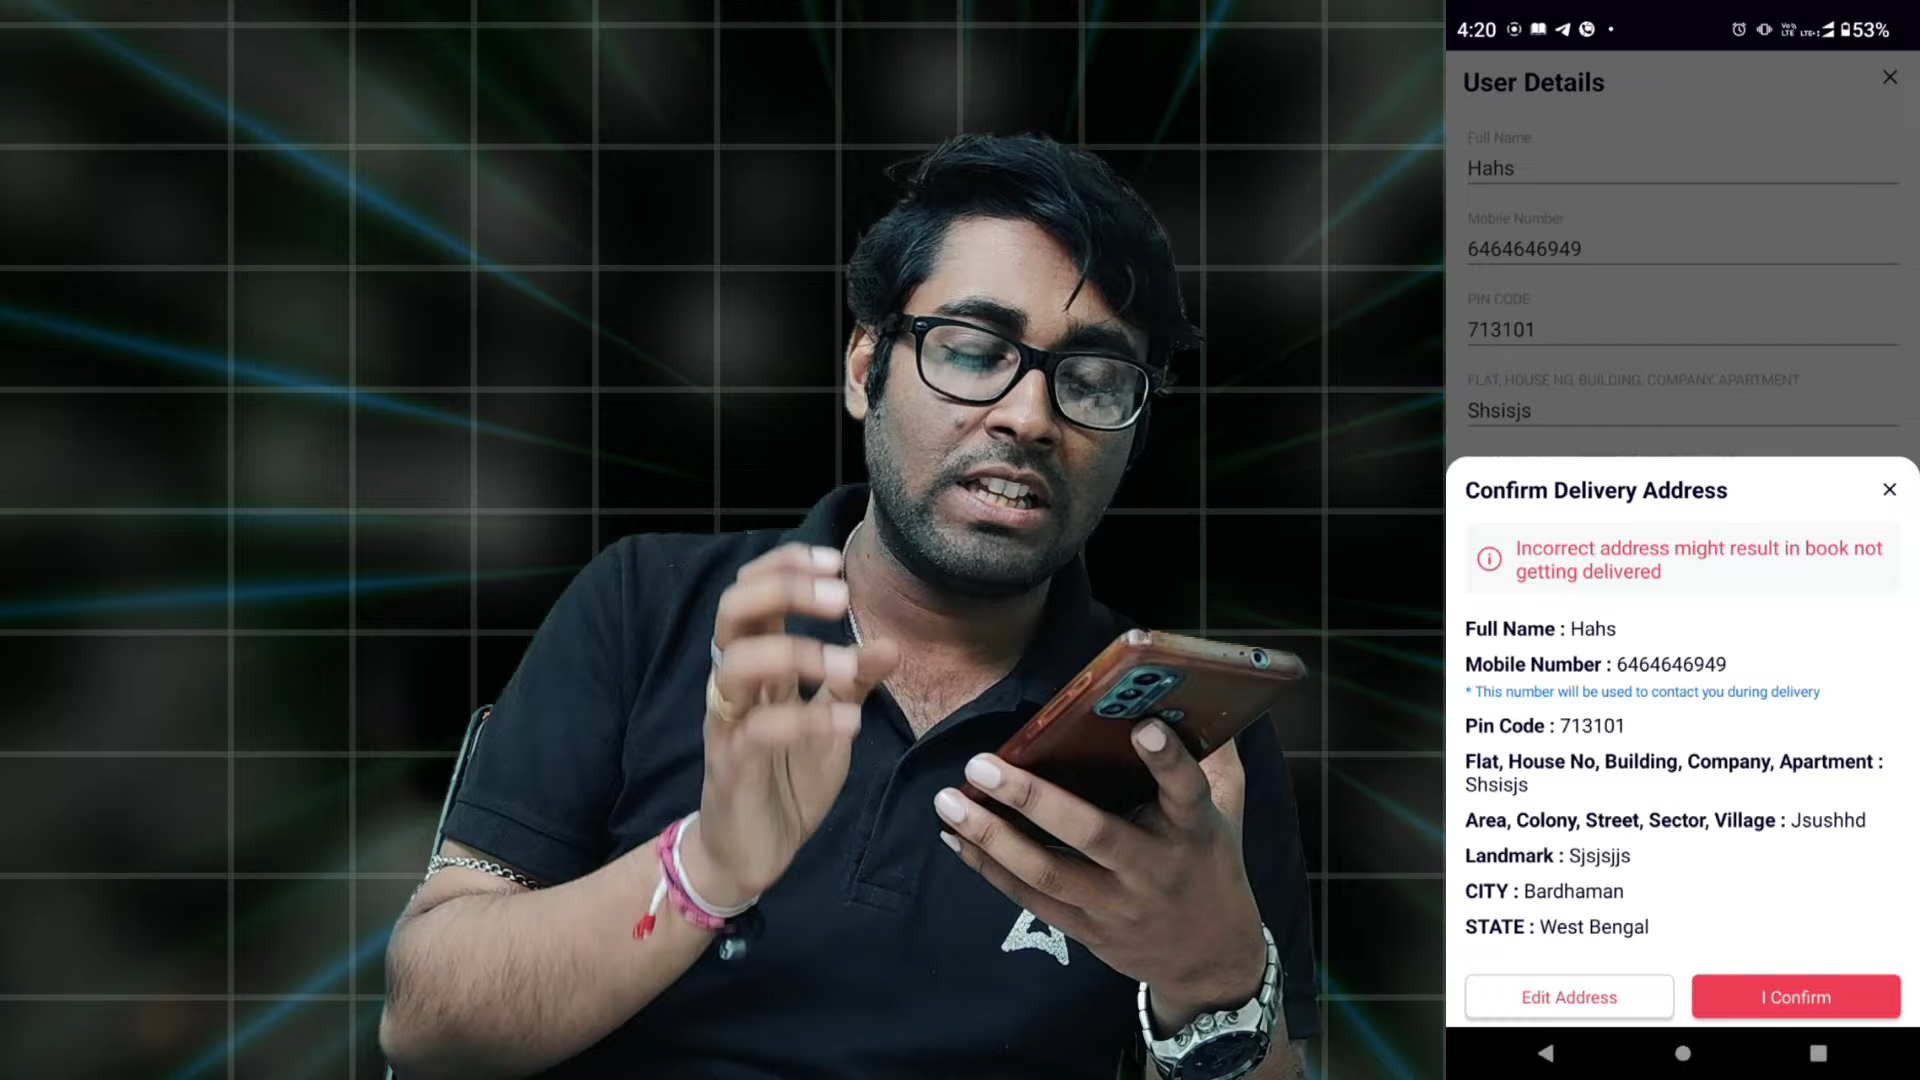 4:20
VoLTE LTE+ 53%
User Details
Full Name
Hahs
Mobile Number
6464646949
PIN CODE
713101
FLAT, HOUSE NO, BUILDING, COMPANY, APARTMENT
Shsisjs
Confirm Delivery Address
Incorrect address might result in book not
getting delivered
Full Name : Hahs
Mobile Number : 6464646949
* This number will be used to contact you during delivery
Pin Code : 713101
Flat, House No, Building, Company, Apartment :
Shsisjs
Area, Colony, Street, Sector, Village : Jsushhd
Landmark : Sjsjsjjs
CITY : Bardhaman
STATE : West Bengal
Edit Address
I Confirm